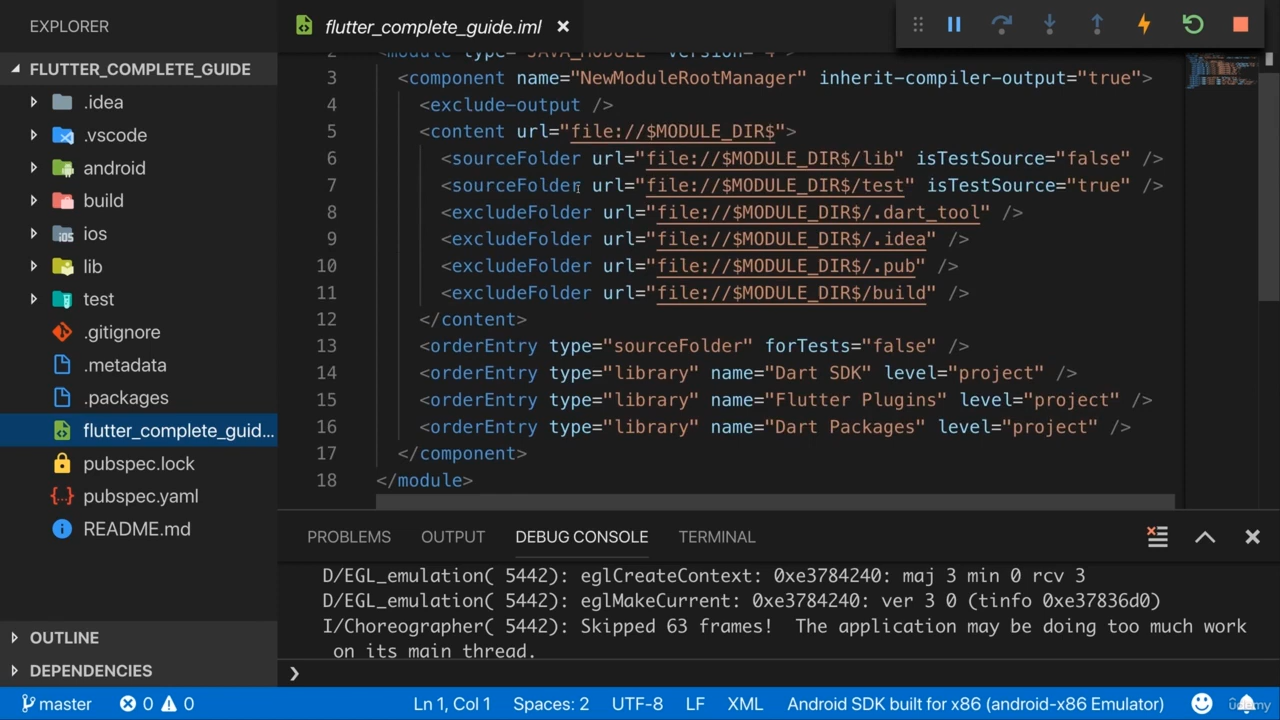 EXPLORER
FLUTTER_COMPLETE_GUIDE
.idea
.vscode
android
build
ios
lib
test
.gitignore
.metadata
.packages
flutter_complete_guid...
pubspec.lock
pubspec.yaml
README.md
OUTLINE
DEPENDENCIES
flutter_complete_guide.iml
2 <module type="JAVA_MODULE" version="4">
3 <component name="NewModuleRootManager" inherit-compiler-output="true">
4 <exclude-output />
5 <content url="file://$MODULE_DIR$">
6 <sourceFolder url="file://$MODULE_DIR$/lib" isTestSource="false" />
7 <sourceFolder url="file://$MODULE_DIR$/test" isTestSource="true" />
8 <excludeFolder url="file://$MODULE_DIR$/.dart_tool" />
9 <excludeFolder url="file://$MODULE_DIR$/.idea" />
10 <excludeFolder url="file://$MODULE_DIR$/.pub" />
11 <excludeFolder url="file://$MODULE_DIR$/build" />
12 </content>
13 <orderEntry type="sourceFolder" forTests="false" />
14 <orderEntry type="library" name="Dart SDK" level="project" />
15 <orderEntry type="library" name="Flutter Plugins" level="project" />
16 <orderEntry type="library" name="Dart Packages" level="project" />
17 </component>
18 </module>
PROBLEMS OUTPUT DEBUG CONSOLE TERMINAL
D/EGL_emulation( 5442): eglCreateContext: 0xe3784240: maj 3 min 0 rcv 3
D/EGL_emulation( 5442): eglMakeCurrent: 0xe3784240: ver 3 0 (tinfo 0xe37836d0)
I/Choreographer( 5442): Skipped 63 frames!  The application may be doing too much work
on its main thread.
master 0 0 Ln 1, Col 1 Spaces: 2 UTF-8 LF XML Android SDK built for x86 (android-x86 Emulator)
udemy